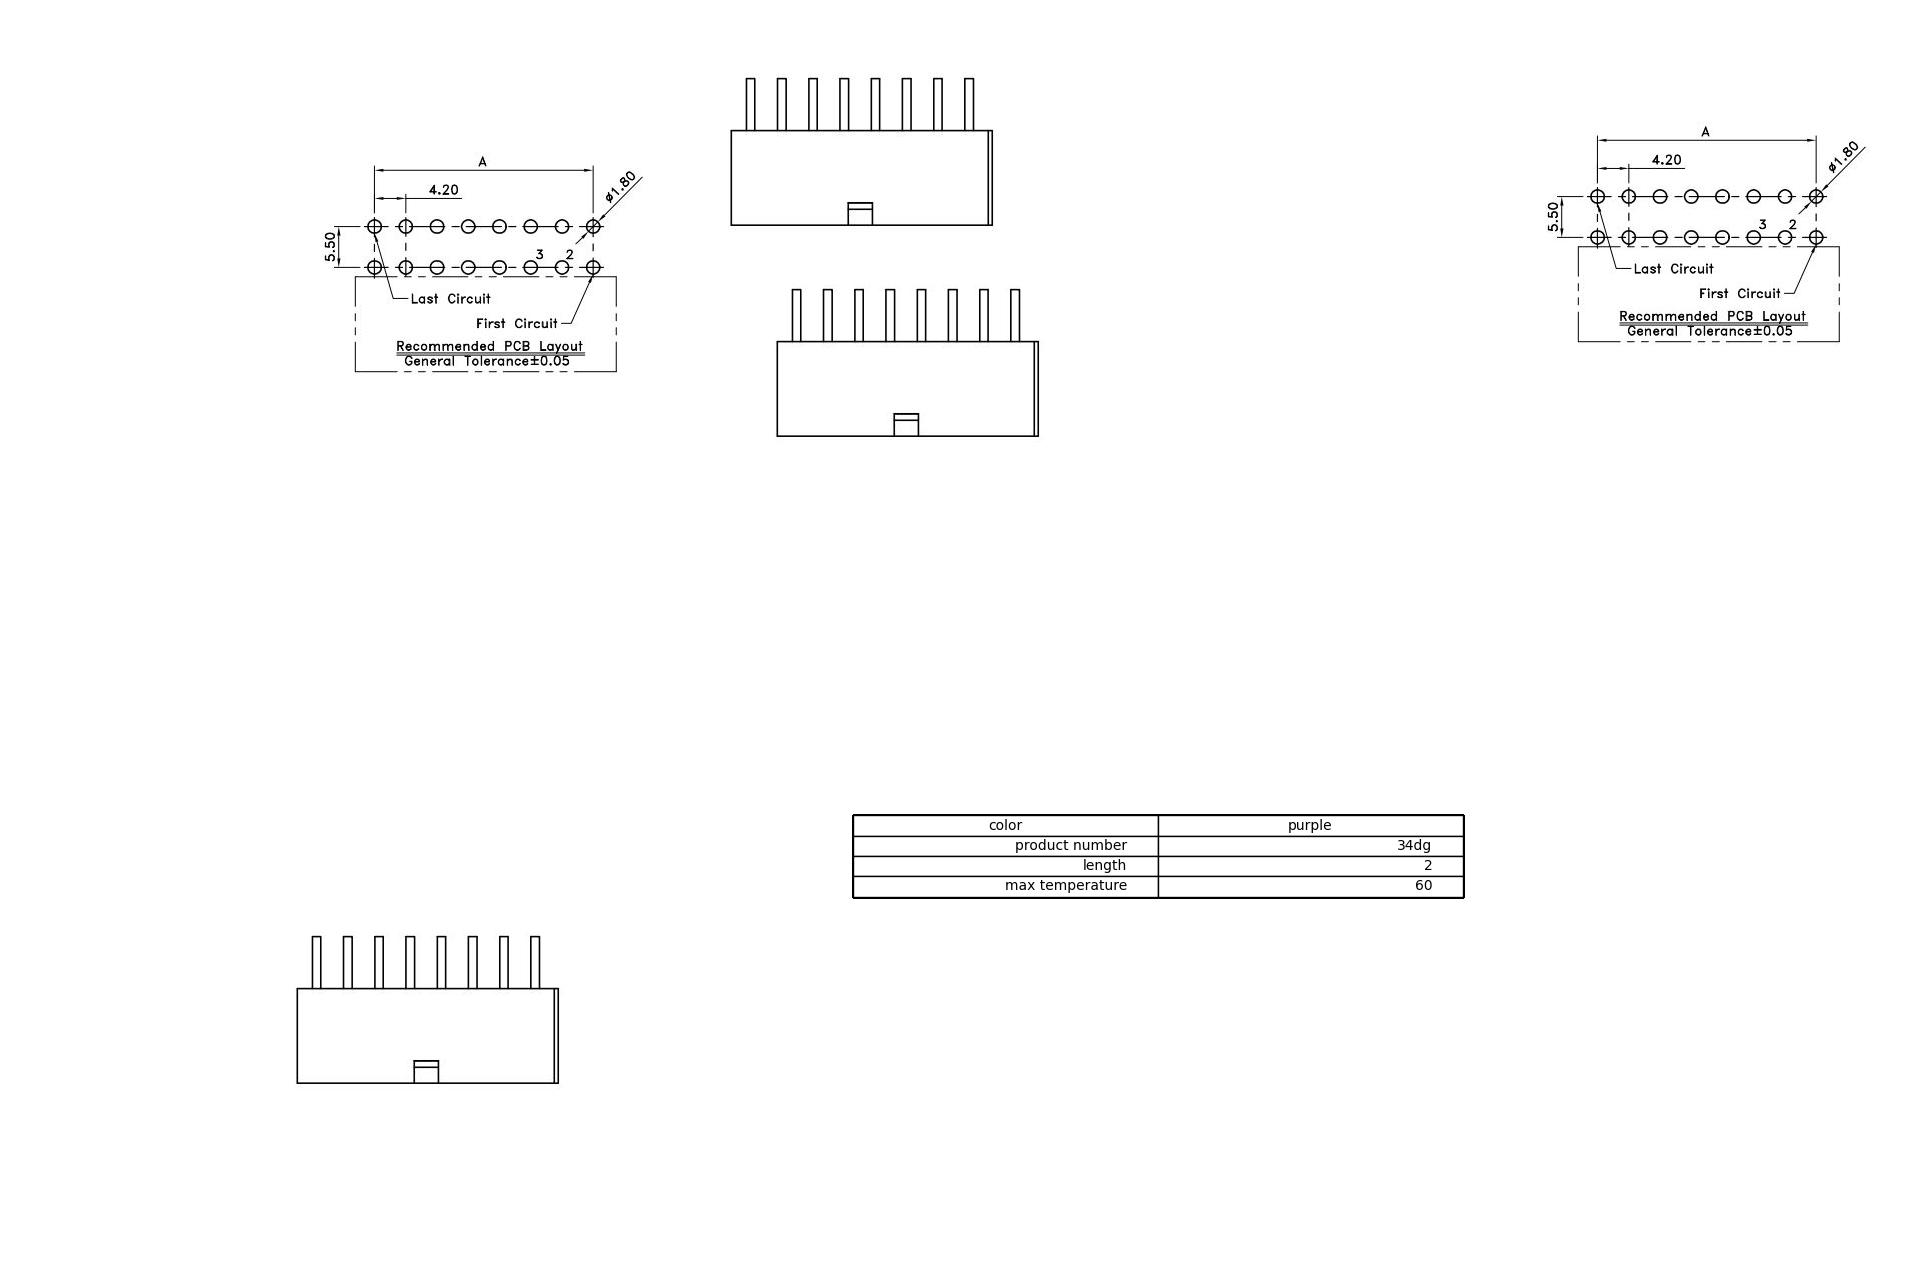 A
4.20
ø1.80
5.50
3 2
Last Circuit
First Circuit
Recommended PCB Layout
General Tolerance±0.05
A
4.20
ø1.80
5.50
3 2
Last Circuit
First Circuit
Recommended PCB Layout
General Tolerance±0.05
color purple
product number 34dg
length 2
max temperature 60